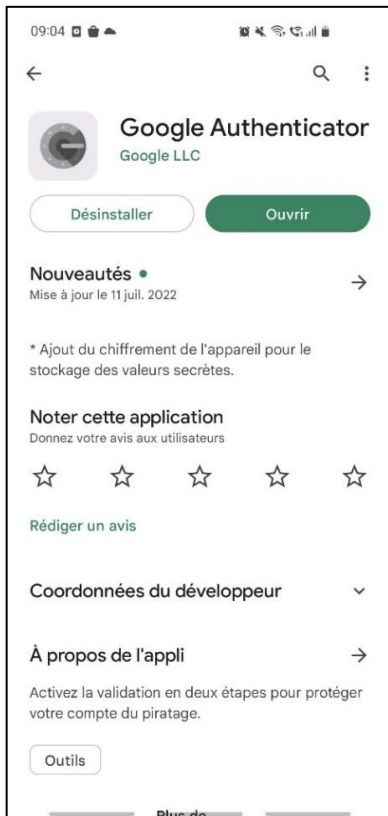 09:04
Google Authenticator
Google LLC
Désinstaller
Ouvrir
Nouveautés •
Mise à jour le 11 juil. 2022
* Ajout du chiffrement de l'appareil pour le
stockage des valeurs secrètes.
Noter cette application
Donnez votre avis aux utilisateurs
Rédiger un avis
Coordonnées du développeur
À propos de l'appli
Activez la validation en deux étapes pour protéger
votre compte du piratage.
Outils
Plus de